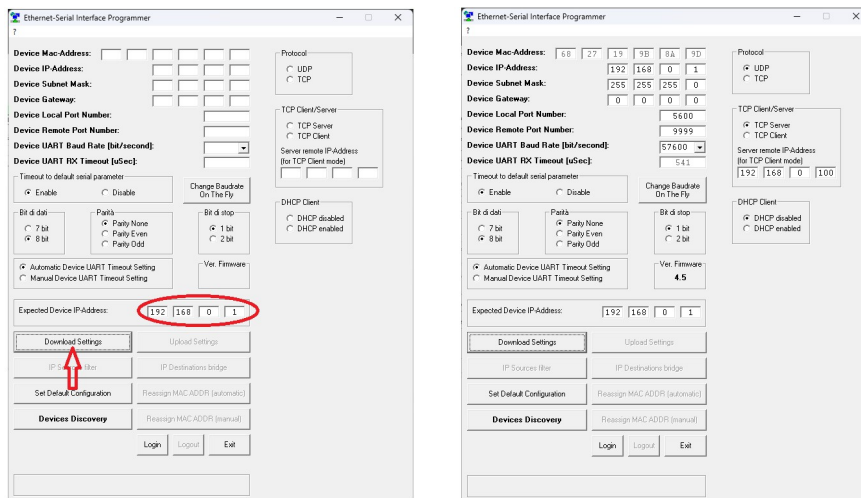 Ethernet-Serial Interface Programmer
?
Device Mac-Address:
Device IP-Address:
Device Subnet Mask:
Device Gateway:
Device Local Port Number:
Device Remote Port Number:
Device UART Baud Rate [bit/second]:
Device UART RX Timeout [uSec]:
Timeout to default serial parameter
Enable Disable
Change Baudrate
On The Fly
Bit di dati
7 bit
8 bit
Parità
Parity None
Parity Even
Parity Odd
Bit di stop
1 bit
2 bit
Automatic Device UART Timeout Setting
Manual Device UART Timeout Setting
Ver. Firmware
Expected Device IP-Address: 192 168 0 1
Download Settings Upload Settings
IP Sources filter IP Destinations bridge
Set Default Configuration Reassign MAC ADDR (automatic)
Devices Discovery Reassign MAC ADDR (manual)
Login Logout Exit
Protocol
UDP
TCP
TCP Client/Server
TCP Server
TCP Client
Server remote IP-Address
(for TCP Client mode)
DHCP Client
DHCP disabled
DHCP enabled
Ethernet-Serial Interface Programmer
?
Device Mac-Address: 68 27 19 9B 8A 9D
Device IP-Address: 192 168 0 1
Device Subnet Mask: 255 255 255 0
Device Gateway: 0 0 0 0
Device Local Port Number: 5600
Device Remote Port Number: 9999
Device UART Baud Rate [bit/second]: 57600
Device UART RX Timeout [uSec]: 541
Timeout to default serial parameter
Enable Disable
Change Baudrate
On The Fly
Bit di dati
7 bit
8 bit
Parità
Parity None
Parity Even
Parity Odd
Bit di stop
1 bit
2 bit
Automatic Device UART Timeout Setting
Manual Device UART Timeout Setting
Ver. Firmware
4.5
Expected Device IP-Address: 192 168 0 1
Download Settings Upload Settings
IP Sources filter IP Destinations bridge
Set Default Configuration Reassign MAC ADDR (automatic)
Devices Discovery Reassign MAC ADDR (manual)
Login Logout Exit
Protocol
UDP
TCP
TCP Client/Server
TCP Server
TCP Client
Server remote IP-Address
(for TCP Client mode)
192 168 0 100
DHCP Client
DHCP disabled
DHCP enabled